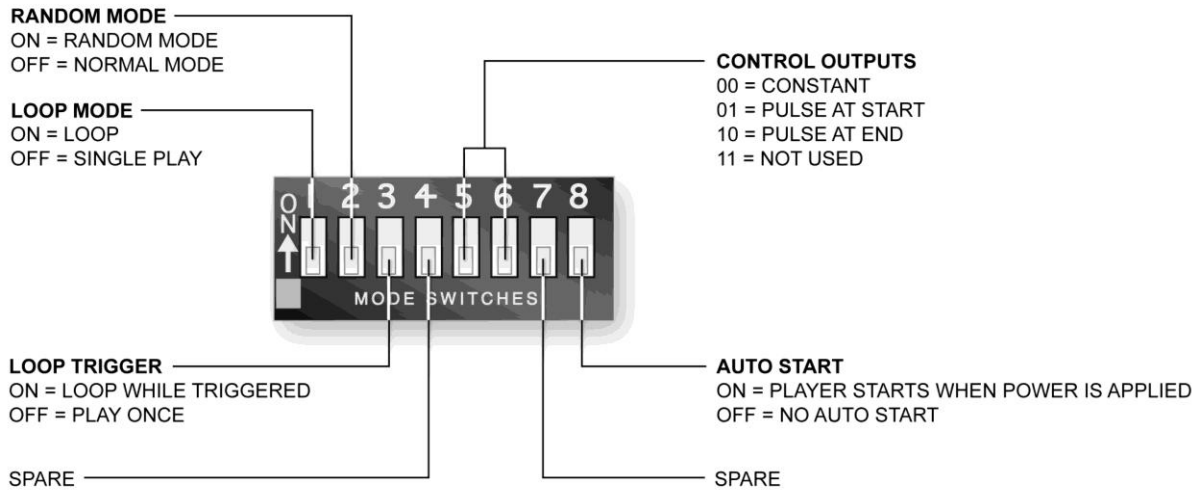 RANDOM MODE
ON = RANDOM MODE
OFF = NORMAL MODE
LOOP MODE
ON = LOOP
OFF = SINGLE PLAY
CONTROL OUTPUTS
00 = CONSTANT
01 = PULSE AT START
10 = PULSE AT END
11 = NOT USED
ON
1 2 3 4 5 6 7 8
MODE SWITCHES
LOOP TRIGGER
ON = LOOP WHILE TRIGGERED
OFF = PLAY ONCE
SPARE
AUTO START
ON = PLAYER STARTS WHEN POWER IS APPLIED
OFF = NO AUTO START
SPARE